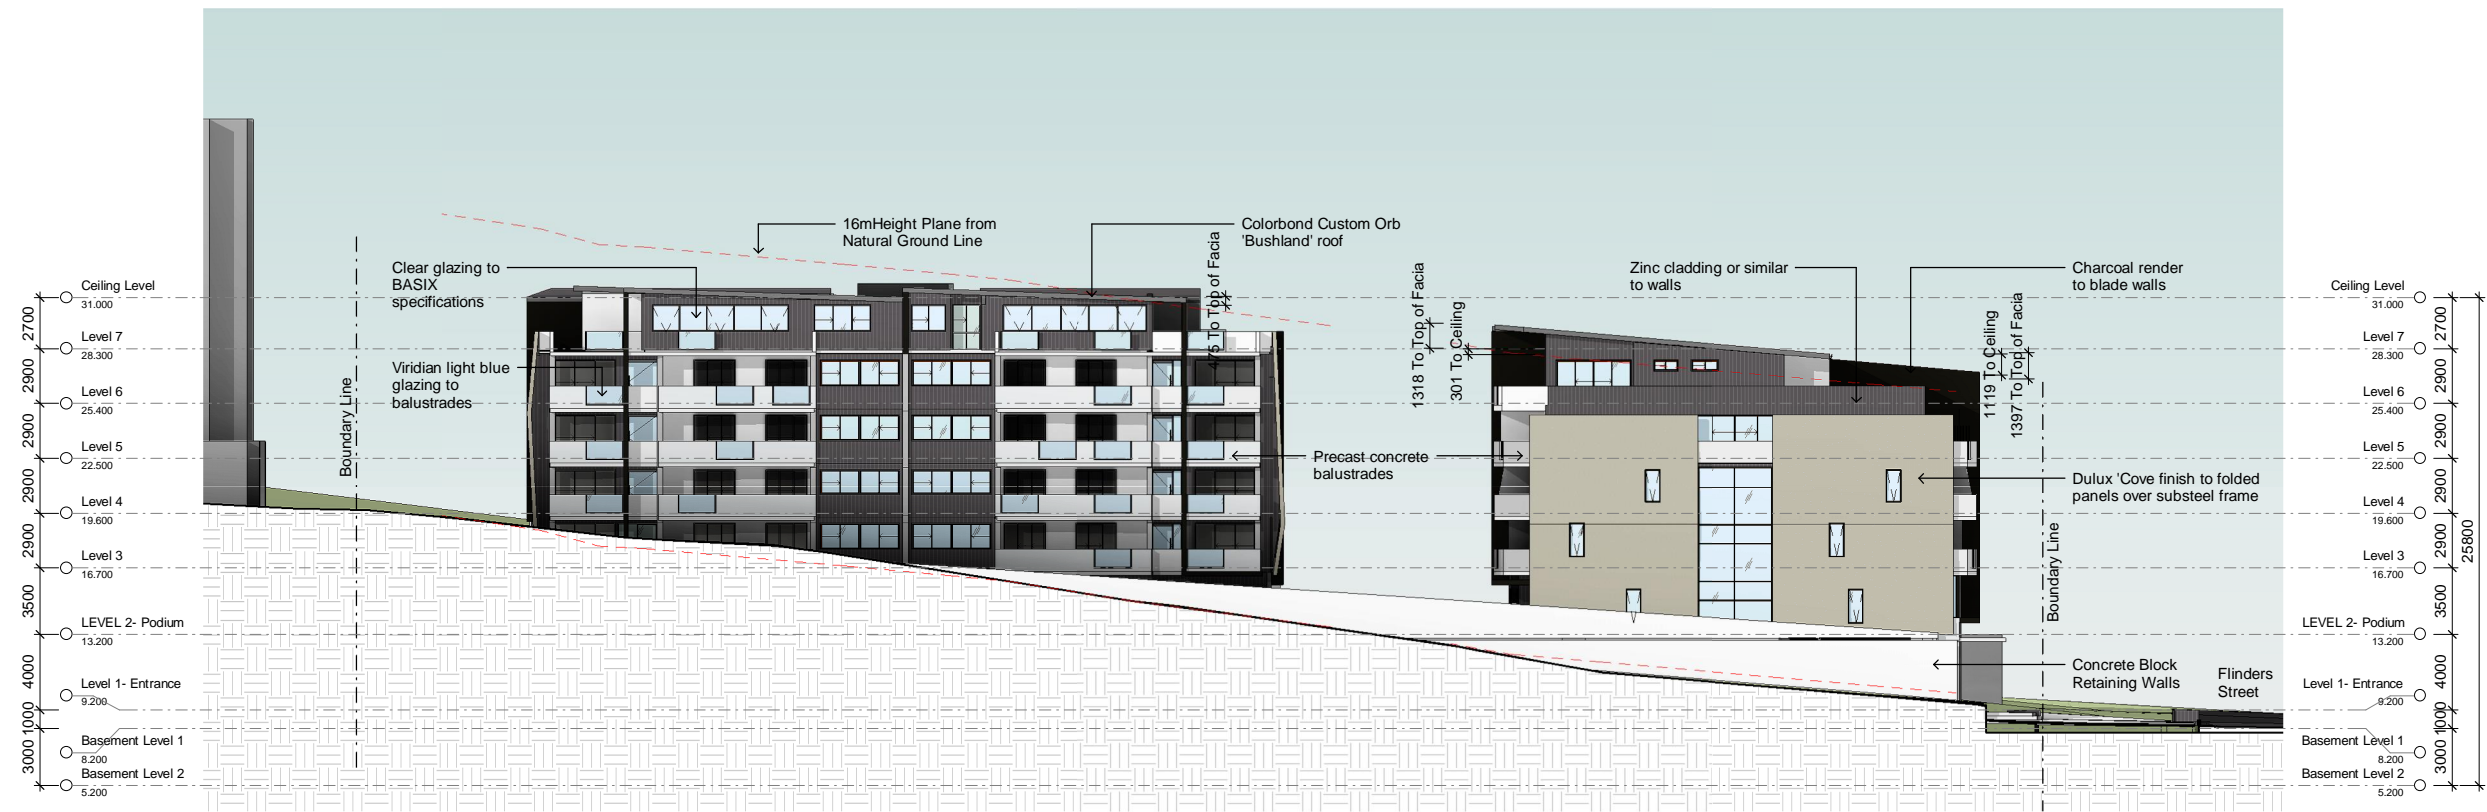 16mHeight Plane from
Natural Ground Line
Colorbond Custom Orb
'Bushland' roof
Clear glazing to
BASIX
specifications
Viridian light blue
glazing to
balustrades
Zinc cladding or similar
to walls
Charcoal render
to blade walls
Precast concrete
balustrades
Dulux 'Cove finish to folded
panels over substeel frame
Concrete Block
Retaining Walls
Flinders
Street
Boundary Line
Boundary Line
475 To Top of Facia
1318 To Top of Facia
301 To Ceiling
1119 To Ceiling
1397 To Top of Facia
Ceiling Level
31.000
Level 7
28.300
Level 6
25.400
Level 5
22.500
Level 4
19.600
Level 3
16.700
LEVEL 2- Podium
13.200
Level 1- Entrance
9.200
Basement Level 1
8.200
Basement Level 2
5.200
2700
2900
2900
2900
2900
3500
4000
1000
3000
Ceiling Level
31.000
Level 7
28.300
Level 6
25.400
Level 5
22.500
Level 4
19.600
Level 3
16.700
LEVEL 2- Podium
13.200
Level 1- Entrance
9.200
Basement Level 1
8.200
Basement Level 2
5.200
2700
2900
2900
2900
2900
3500
4000
1000
3000
25800